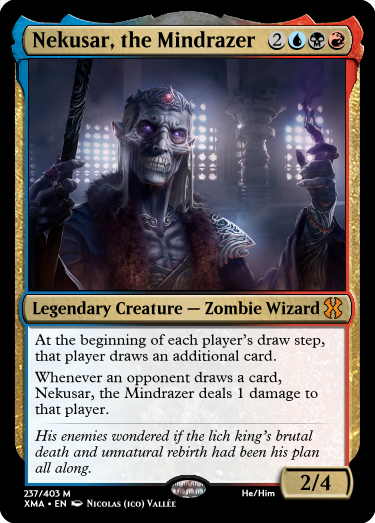 Nekusar, the Mindrazer 2
Legendary Creature — Zombie Wizard
At the beginning of each player's draw step,
that player draws an additional card.
Whenever an opponent draws a card,
Nekusar, the Mindrazer deals 1 damage to
that player.
His enemies wondered if the lich king's brutal
death and unnatural rebirth had been his plan
all along.
2/4
237/403 M
He/Him
XMA • EN Nicolas (ico) Vallée